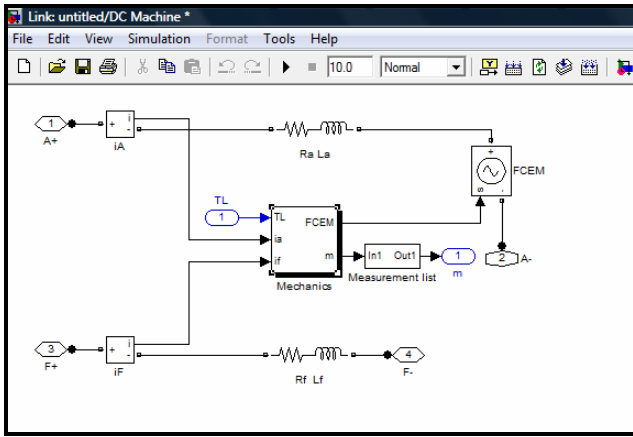 Link: untitled/DC Machine *
File Edit View Simulation Format Tools Help
10.0 Normal
1
A+
+ i -
iA
Ra La
+
s -
FCEM
TL
1
TL FCEM
ia
if m
Mechanics
In1 Out1
Measurement list
1
m
2 A-
3
F+
+ i -
iF
Rf Lf
4
F-